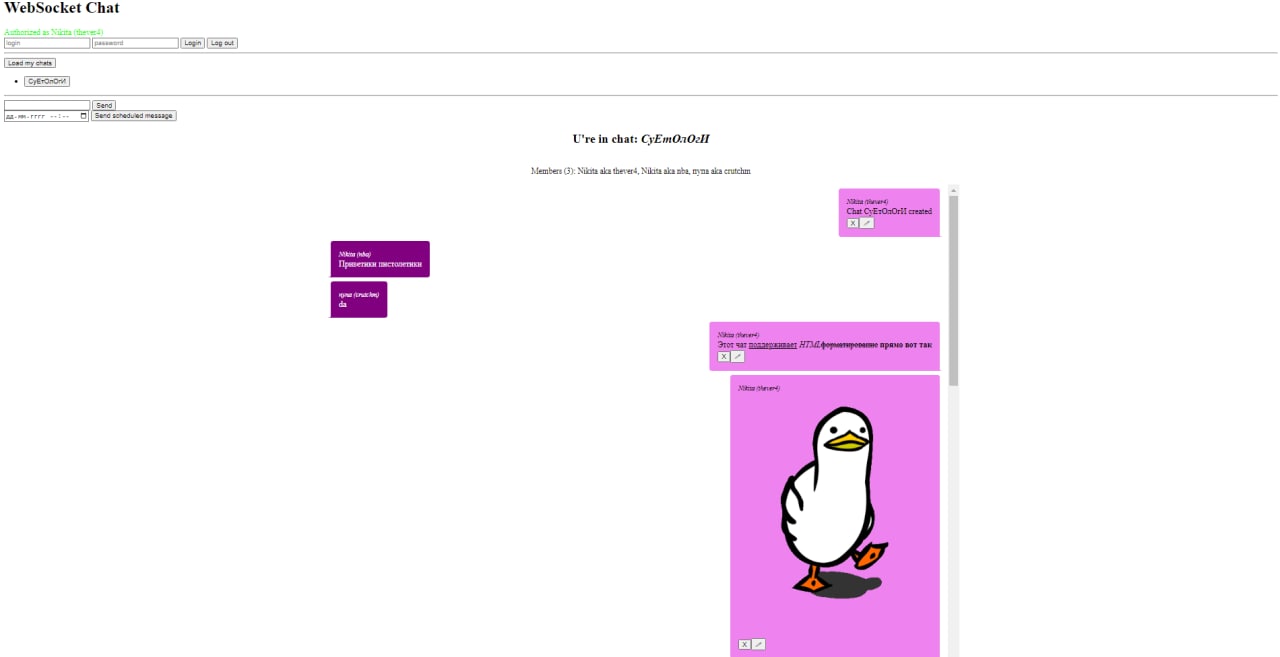 WebSocket Chat
Authorized as Nikita (thever4)
login password Login Log out
Load my chats
СуЕтОлОгИ
Send
дд.мм.гггг --:-- Send scheduled message
U're in chat: СуЕтОлОгИ
Members (3): Nikita aka thever4, Nikita aka nba, пупа aka crutchm
Nikita (thever4)
Chat СуЕтОлОгИ created
X
Nikita (nba)
Приветики пистолетики
пупа (crutchm)
da
Nikita (thever4)
Этот чат поддерживает HTMLформатирование прямо вот так
X
Nikita (thever4)
X